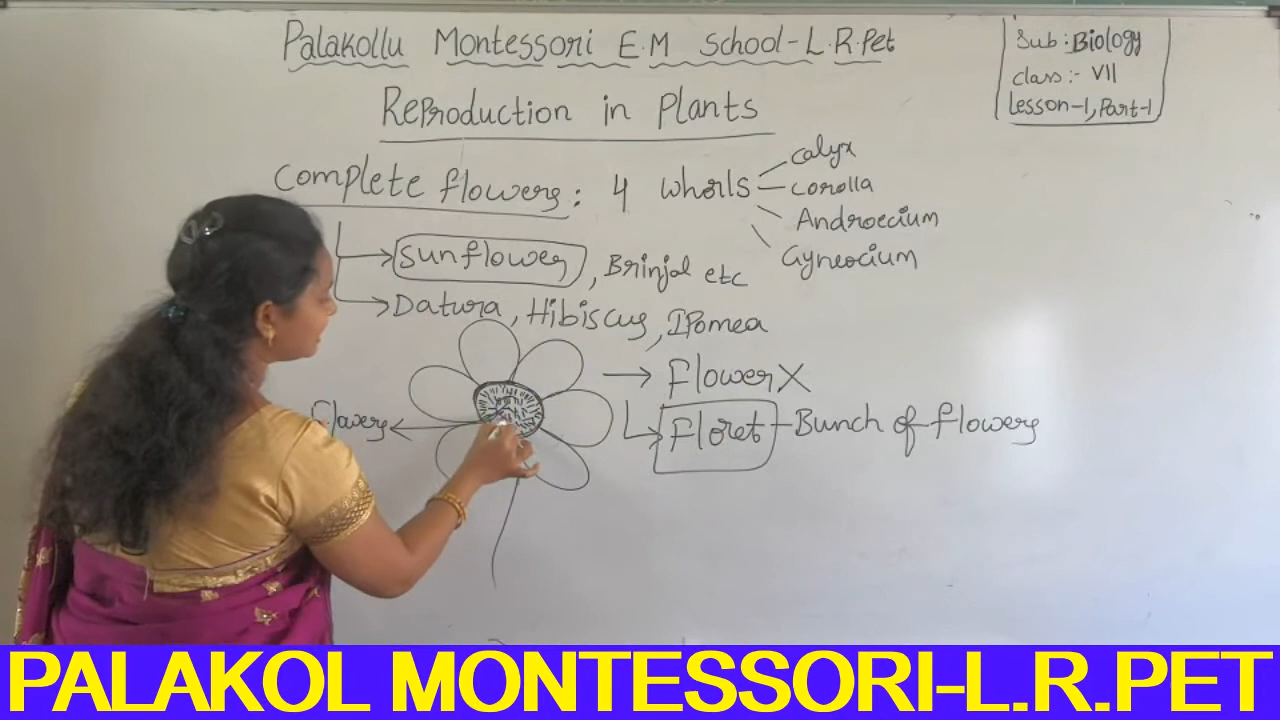 Palakollu Montessori E.M School-L.R.Pet
Sub:Biology
class:- VII
Lesson-1, Part-1
Reproduction in Plants
complete flowers: 4 whorls
calyx
corolla
Androecium
Gyneocium
Sunflower, Brinjal etc
Datura, Hibiscus, IPomea
Flower X
Floret - Bunch of flowers
Flowers
PALAKOL MONTESSORI-L.R.PET